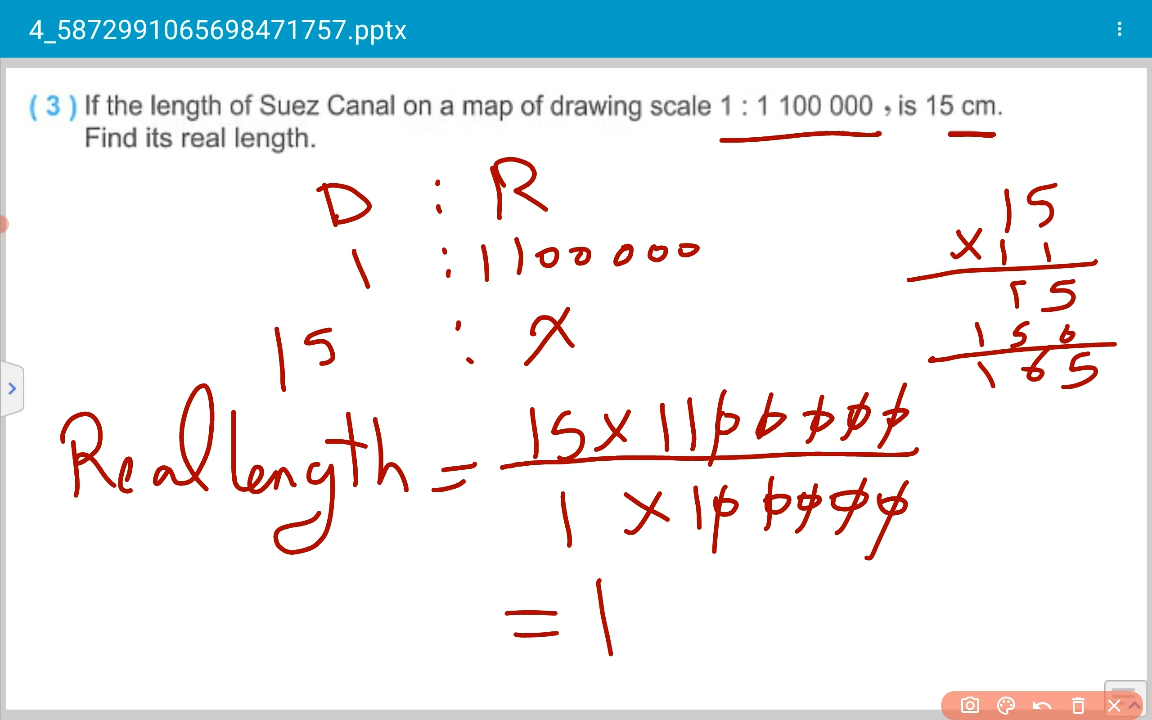 4_5872991065698471757.pptx
( 3 ) If the length of Suez Canal on a map of drawing scale 1 : 1 100 000 , is 15 cm.
Find its real length.
D : R
1 : 1100000
15 : x
15
x 11
15
150
165
Real length = 15 x 1100000
1 x 100000
= 1